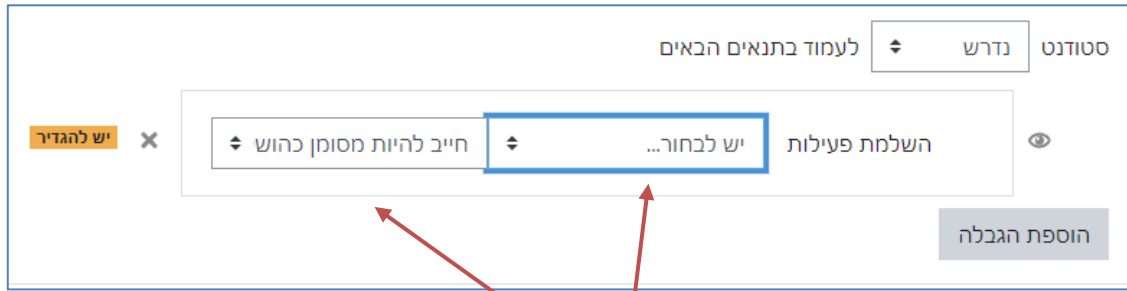 סטודנט נדרש לעמוד בתנאים הבאים
השלמת פעילות יש לבחור... חייב להיות מסומן כהוש יש להגדיר
הוספת הגבלה